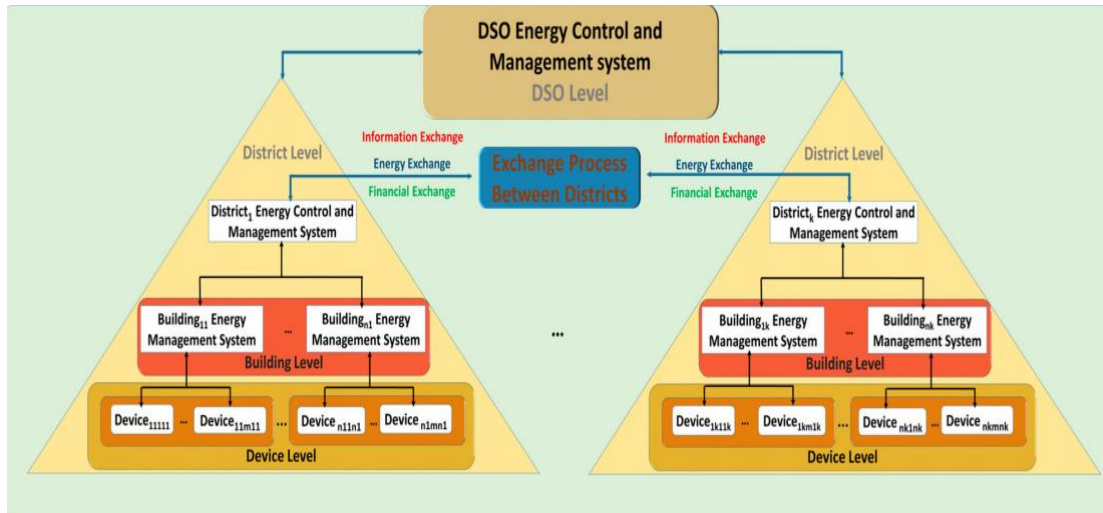 DSO Energy Control and
Management system
DSO Level
District Level
Information Exchange
Energy Exchange
Financial Exchange
Exchange Process
Between Districts
Information Exchange
Energy Exchange
Financial Exchange
District Level
District₁ Energy Control and
Management System
Building₁₁ Energy
Management System
...
Buildingₙ₁ Energy
Management System
Building Level
Device₁₁₁₁₁ ... Device₁₁ₘ₁₁ ... Deviceₙ₁₁ₙ₁ ... Deviceₙ₁ₘₙ₁
Device Level
...
Districtₖ Energy Control and
Management System
Building₁ₖ Energy
Management System
...
Buildingₙₖ Energy
Management System
Building Level
Device₁ₖ₁₁ₖ ... Device₁ₖₘ₁ₖ ... Deviceₙₖ₁ₙₖ ... Deviceₙₖₘₙₖ
Device Level